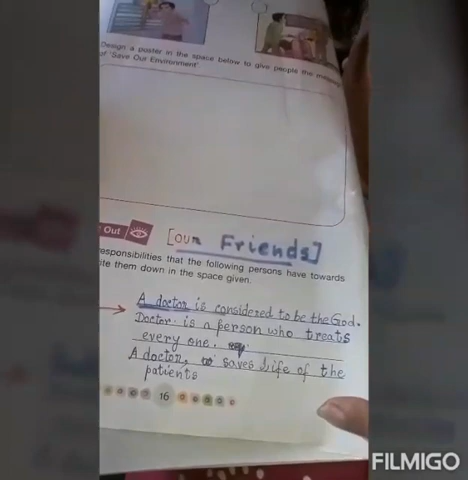 Design a poster in the space below to give people the
of 'Save Our Environment'
Out
[our Friends]
responsibilities that the following persons have towards
ite them down in the space given.
A doctor is considered to be the God.
Doctor is a person who treats
every one.
A doctor, saves life of the
patients
16
FILMIGO